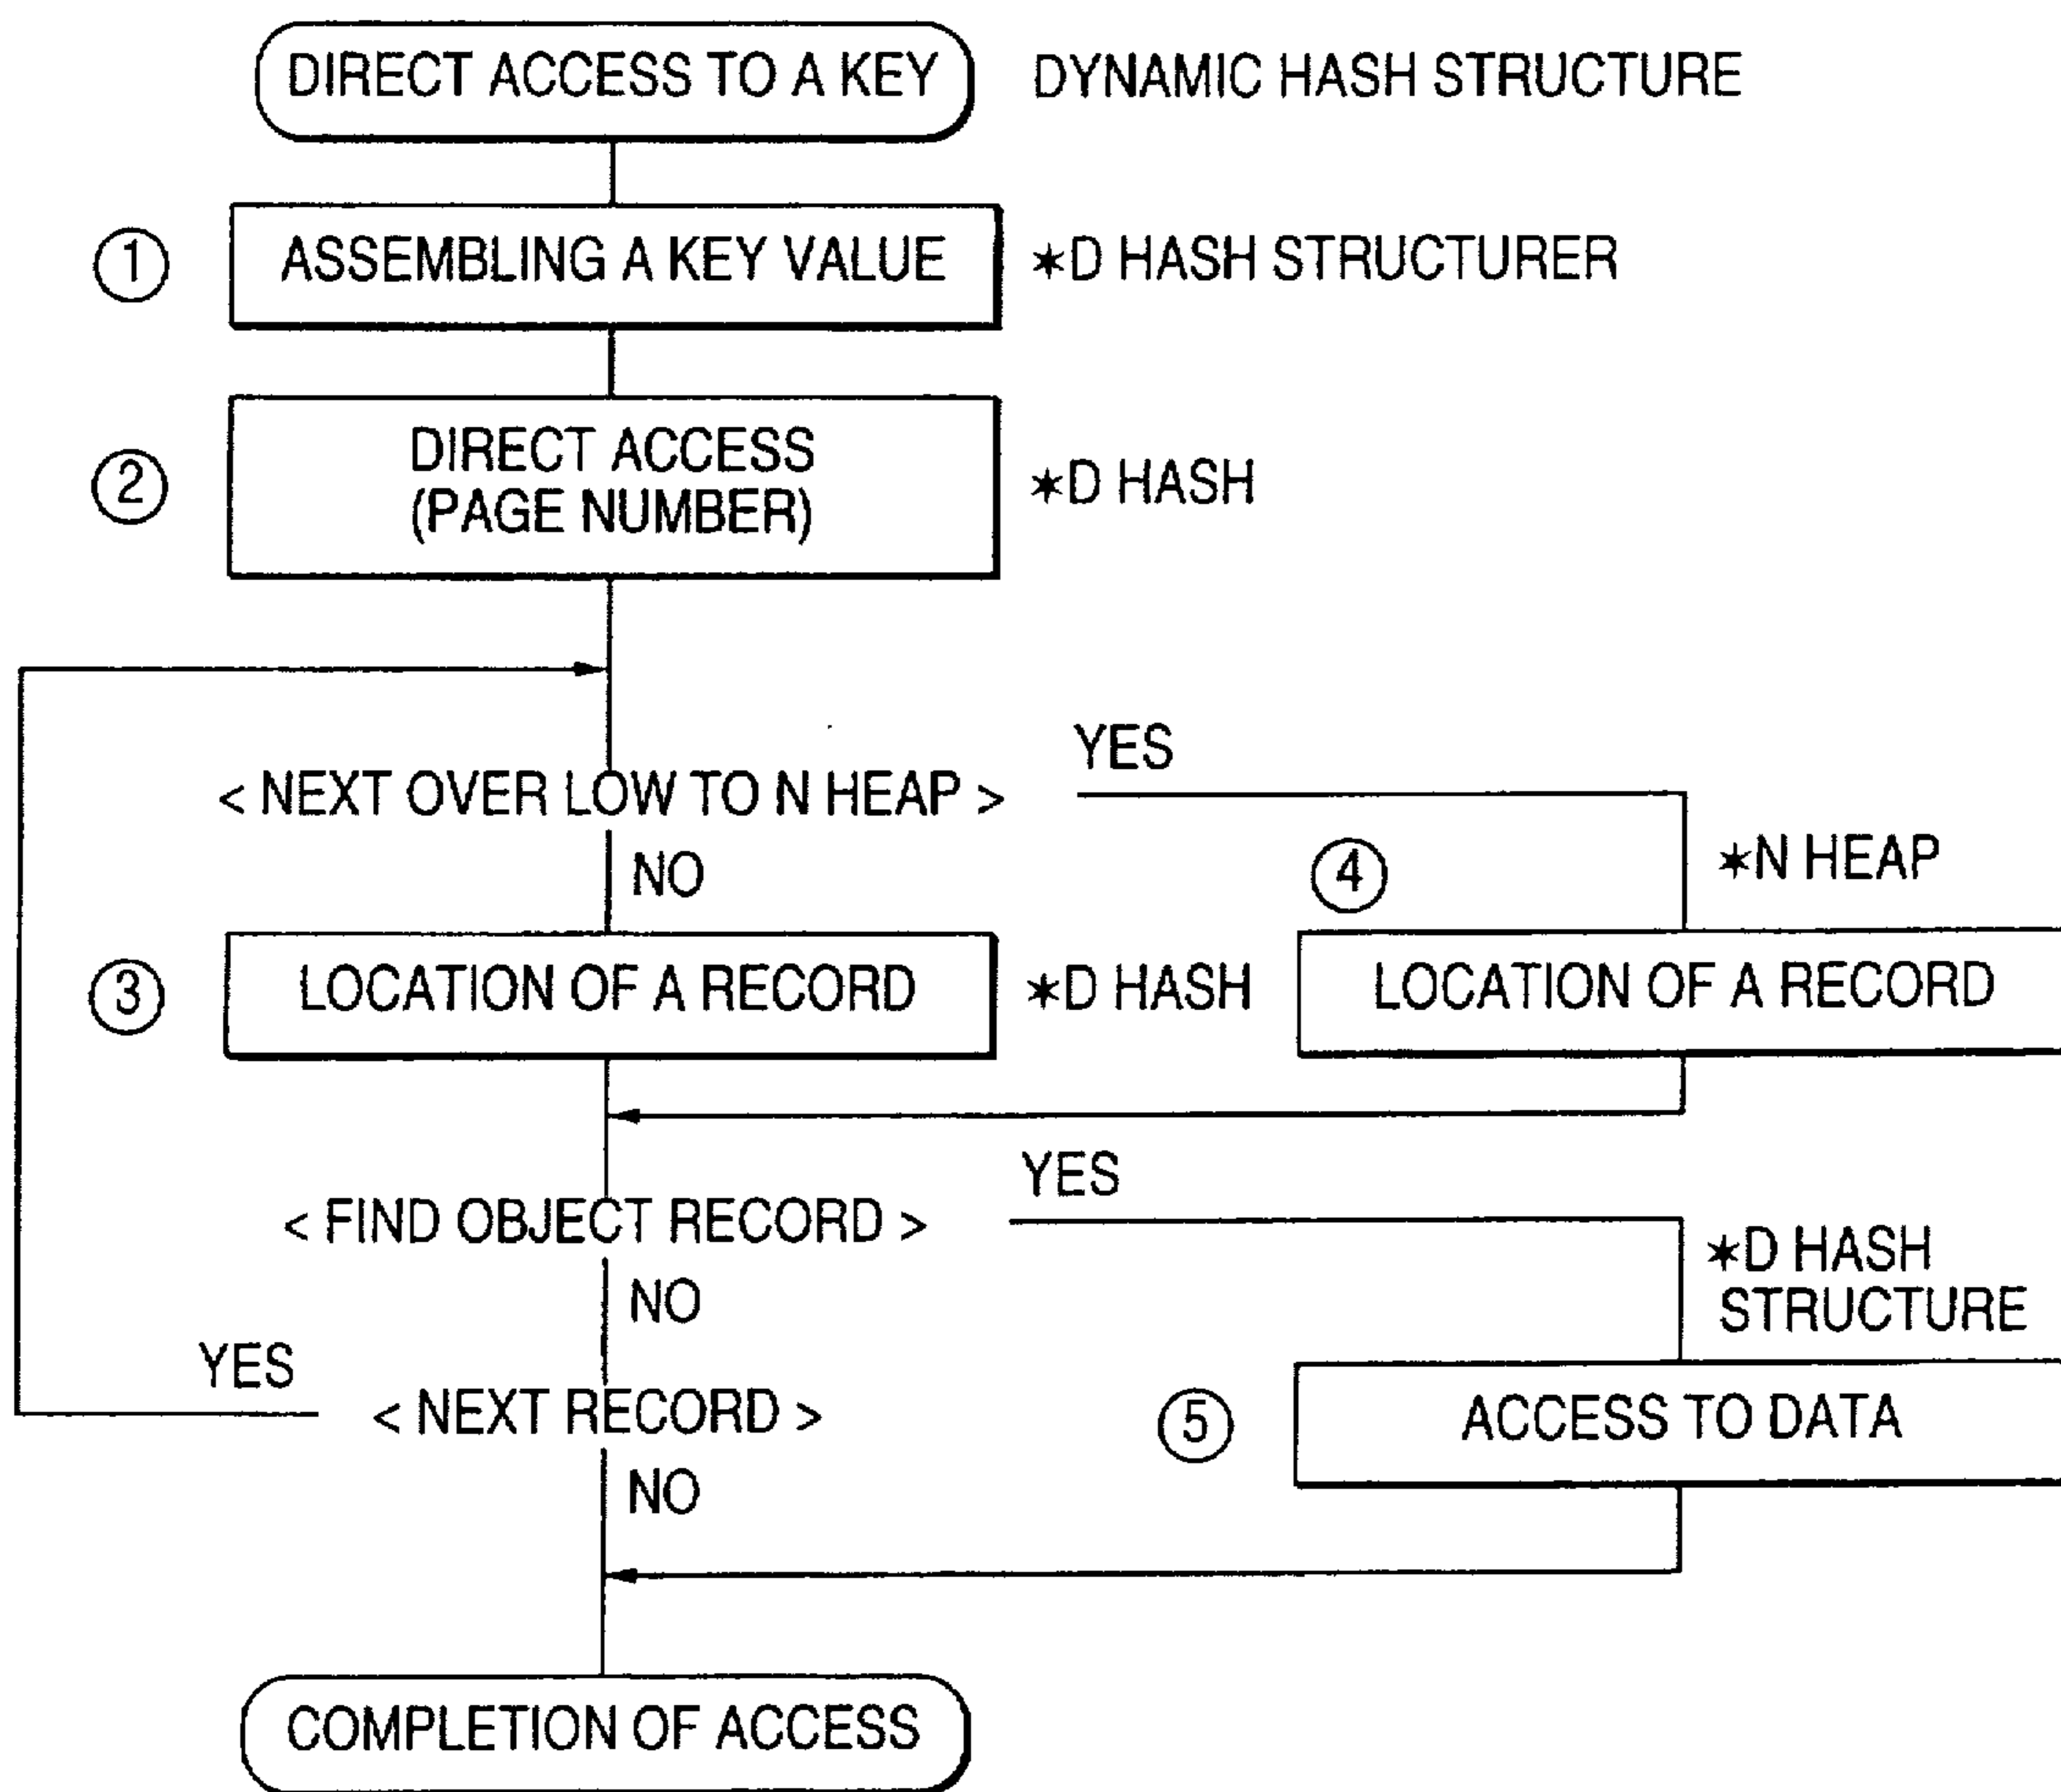 DIRECT ACCESS TO A KEY
DYNAMIC HASH STRUCTURE
1
ASSEMBLING A KEY VALUE
*D HASH STRUCTURER
2
DIRECT ACCESS
(PAGE NUMBER)
*D HASH
YES
< NEXT OVER LOW TO N HEAP >
NO
4
*N HEAP
3
LOCATION OF A RECORD
*D HASH
LOCATION OF A RECORD
YES
< FIND OBJECT RECORD >
*D HASH
STRUCTURE
NO
YES
< NEXT RECORD >
5
ACCESS TO DATA
NO
COMPLETION OF ACCESS